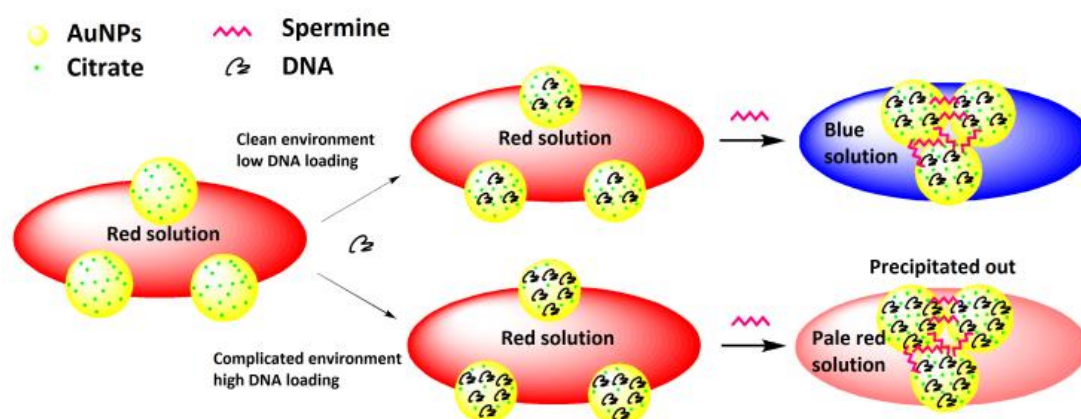 AuNPs
Spermine
Citrate
DNA
Clean environment
low DNA loading
Red solution
Blue
solution
Red solution
Precipitated out
Complicated environment
high DNA loading
Red solution
Pale red
solution